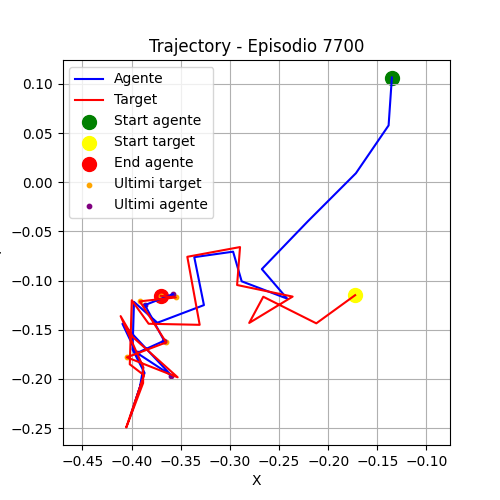 Trajectory - Episodio 7700
Agente
Target
Start agente
Start target
End agente
Ultimi target
Ultimi agente
0.10
0.05
0.00
−0.05
−0.10
−0.15
−0.20
−0.25
−0.45
−0.40
−0.35
−0.30
−0.25
−0.20
−0.15
−0.10
X